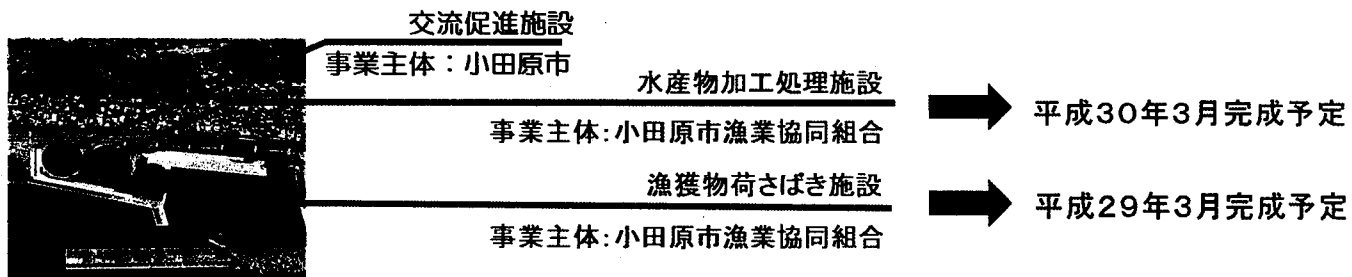 交流促進施設
事業主体：小田原市
水産物加工処理施設
事業主体：小田原市漁業協同組合
平成30年3月完成予定
漁獲物荷さばき施設
事業主体：小田原市漁業協同組合
平成29年3月完成予定